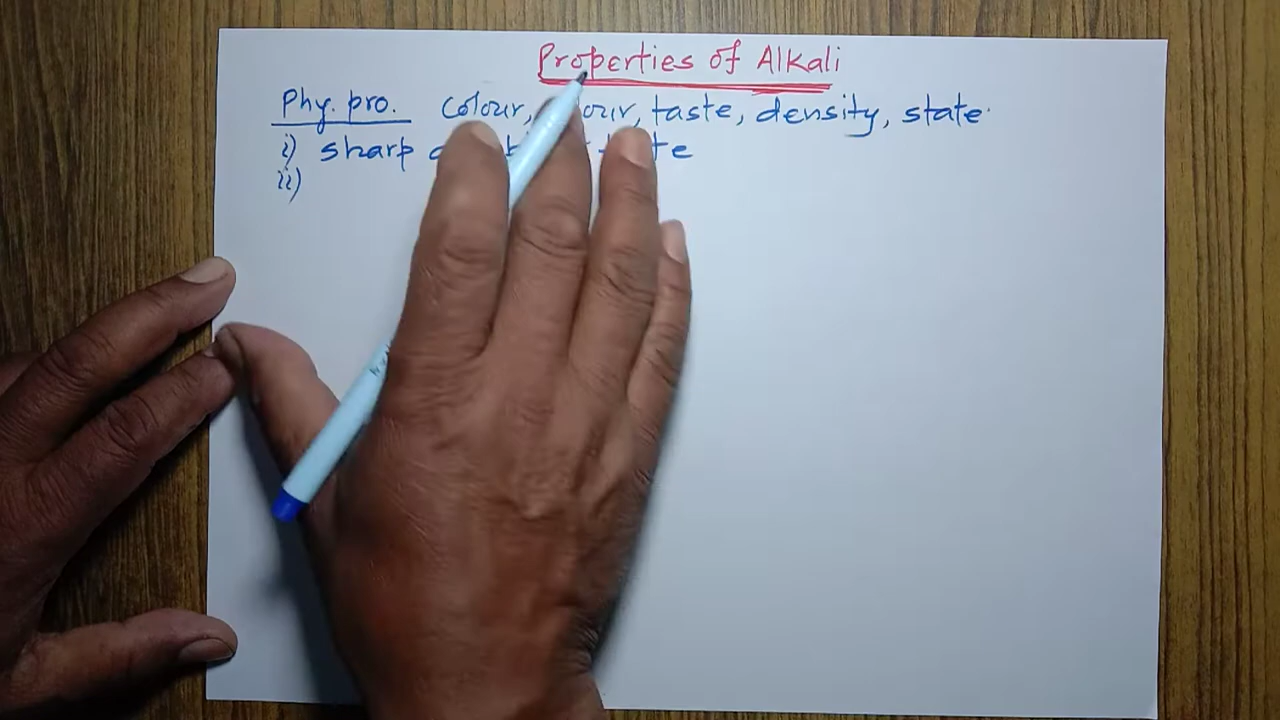 Properties of Alkali
Phy. pro. colour, taste, density, state.
i) sharp
ii)